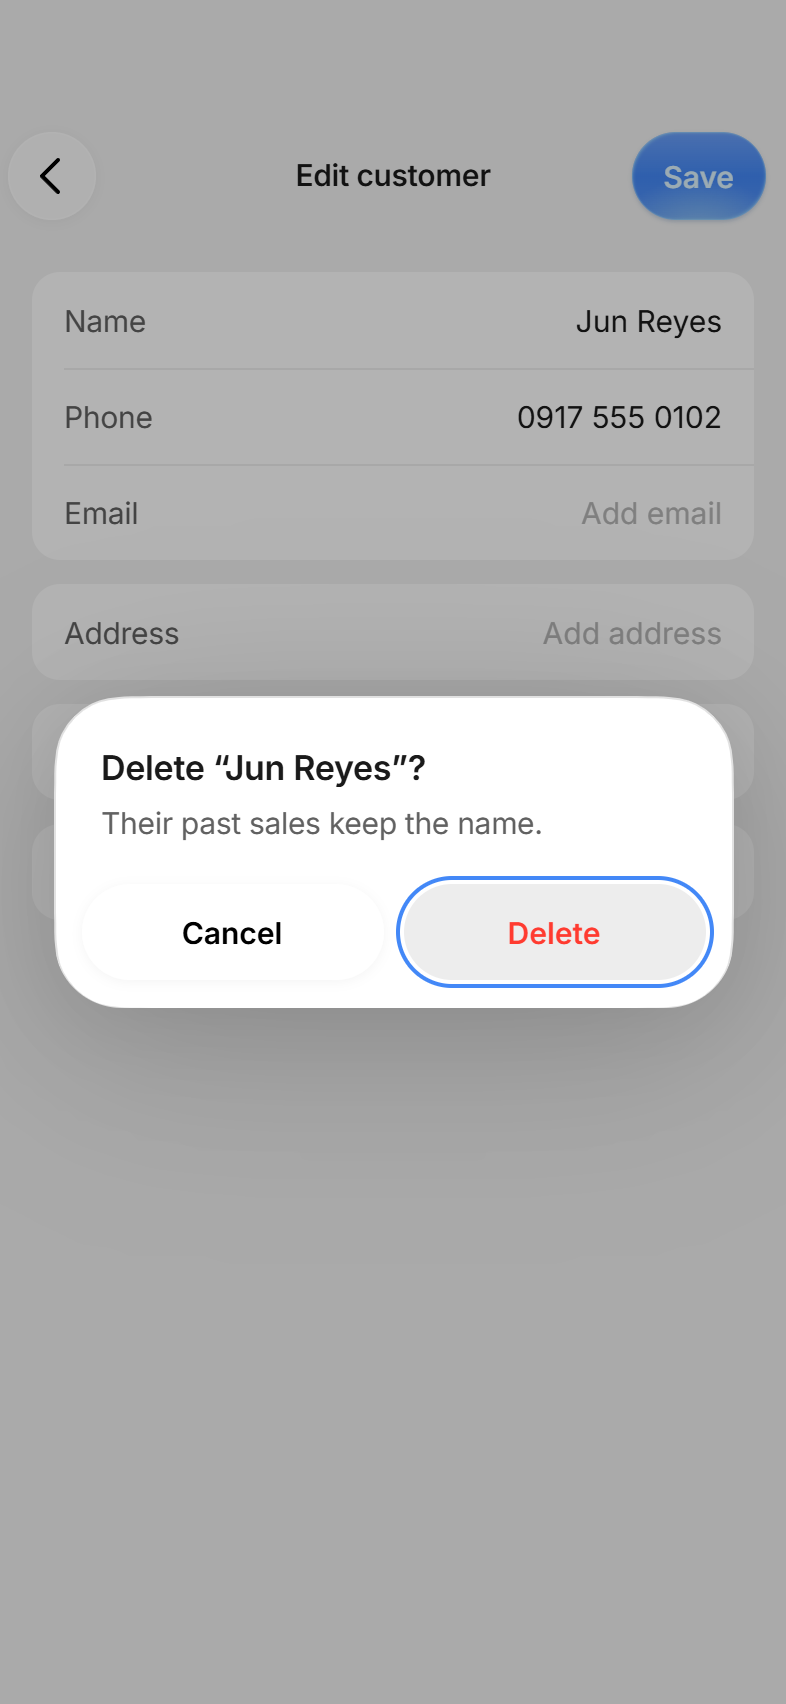 Edit customer
Save
Name
Jun Reyes
Phone
0917 555 0102
Email
Add email
Address
Add address
Delete “Jun Reyes”?
Their past sales keep the name.
Cancel
Delete